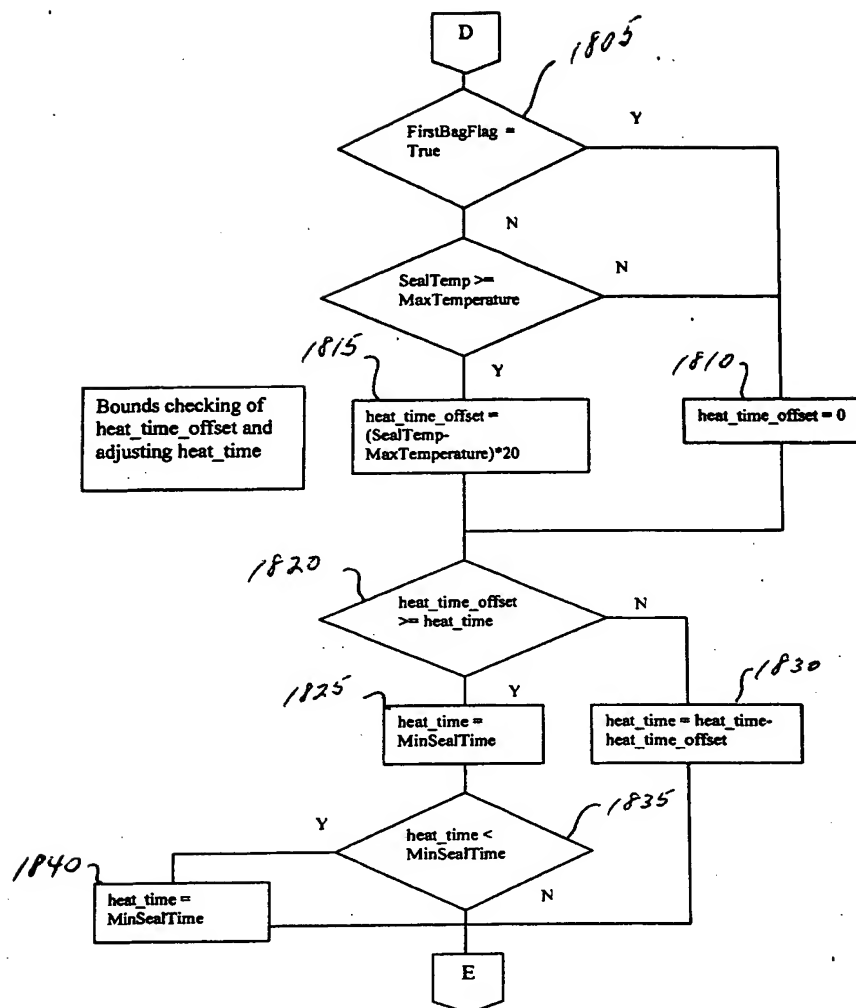 D
1805
FirstBagFlag =
True
Y
N
SealTemp >=
MaxTemperature
N
1815
Y
1810
Bounds checking of
heat_time_offset and
adjusting heat_time
heat_time_offset =
(SealTemp-
MaxTemperature)*20
heat_time_offset = 0
1820
heat_time_offset
>= heat_time
N
1825
Y
1830
heat_time =
MinSealTime
heat_time = heat_time-
heat_time_offset
1835
Y
heat_time <
MinSealTime
1840
N
heat_time =
MinSealTime
E